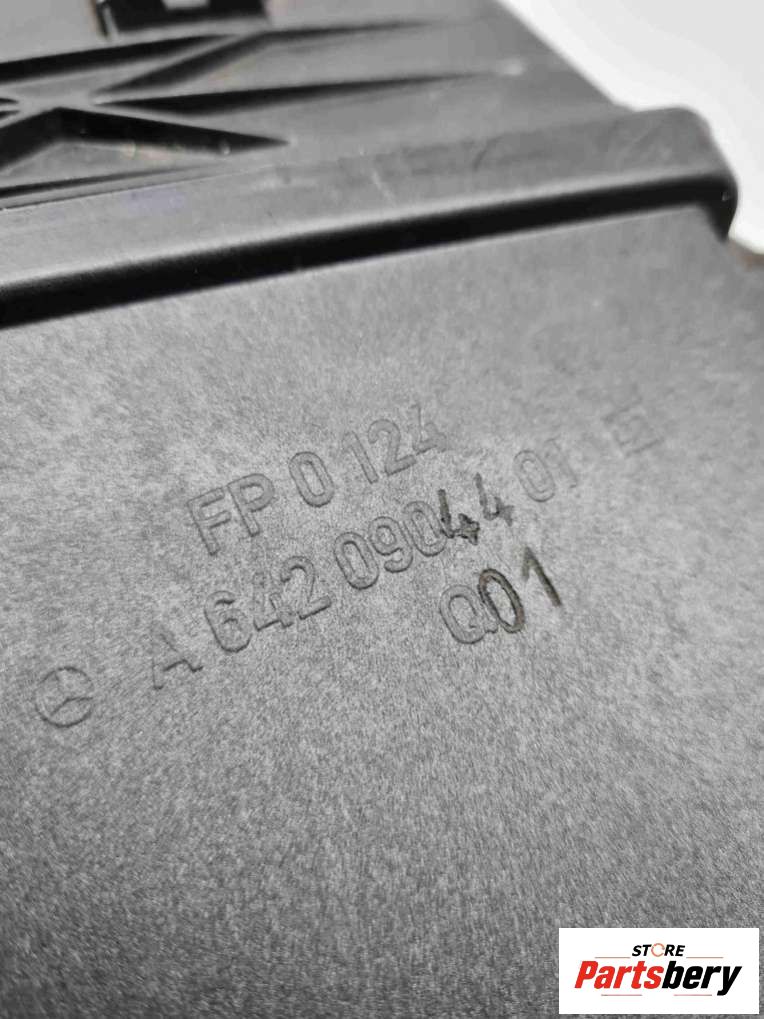 FP 0 124
A 642 090 44 01
Q01
STORE
Partsbery